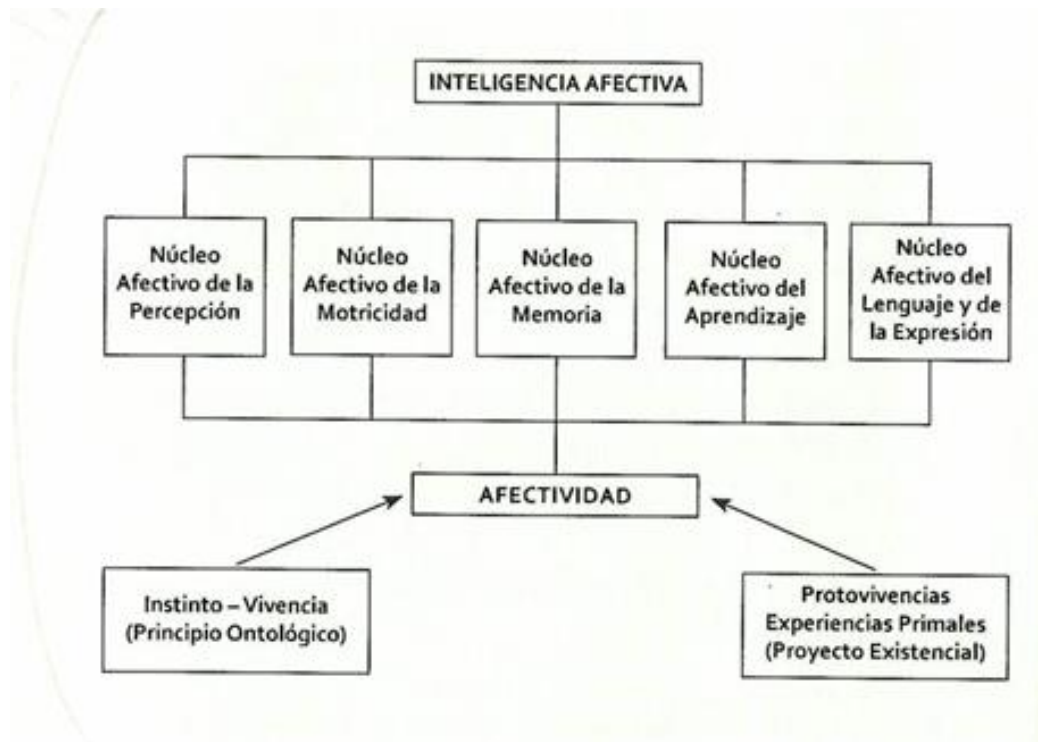 INTELIGENCIA AFECTIVA
Núcleo
Afectivo de la
Percepción
Núcleo
Afectivo de la
Motricidad
Núcleo
Afectivo de la
Memoria
Núcleo
Afectivo del
Aprendizaje
Núcleo
Afectivo del
Lenguaje y de
la Expresión
AFECTIVIDAD
Instinto – Vivencia
(Principio Ontológico)
Protovivencias
Experiencias Primales
(Proyecto Existencial)